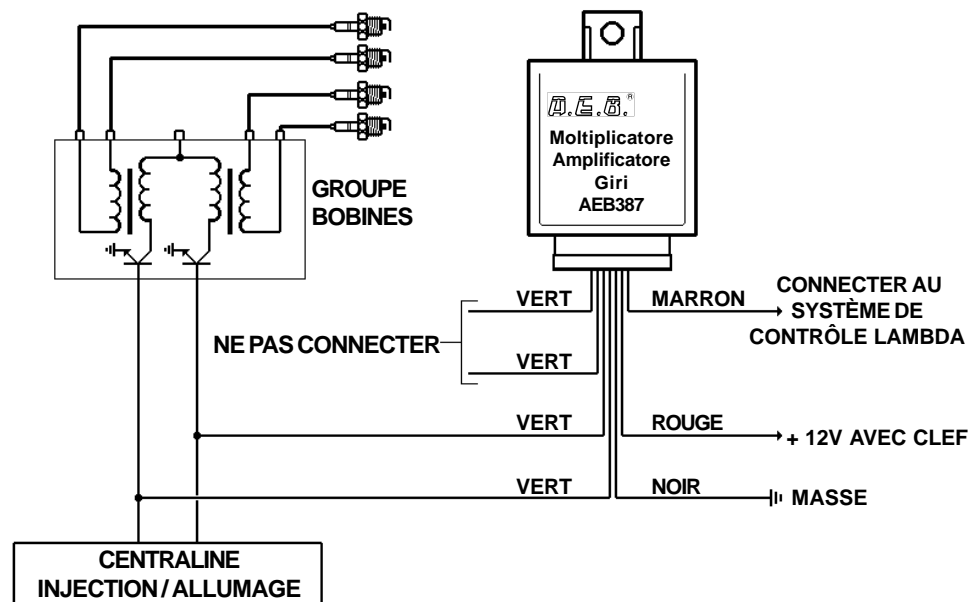 A.E.B.®
Moltiplicatore
Amplificatore
Giri
AEB387
GROUPE
BOBINES
VERT
MARRON
CONNECTER AU
SYSTÈME DE
CONTRÔLE LAMBDA
NE PAS CONNECTER
VERT
VERT
ROUGE
+ 12V AVEC CLEF
VERT
NOIR
MASSE
CENTRALINE
INJECTION / ALLUMAGE